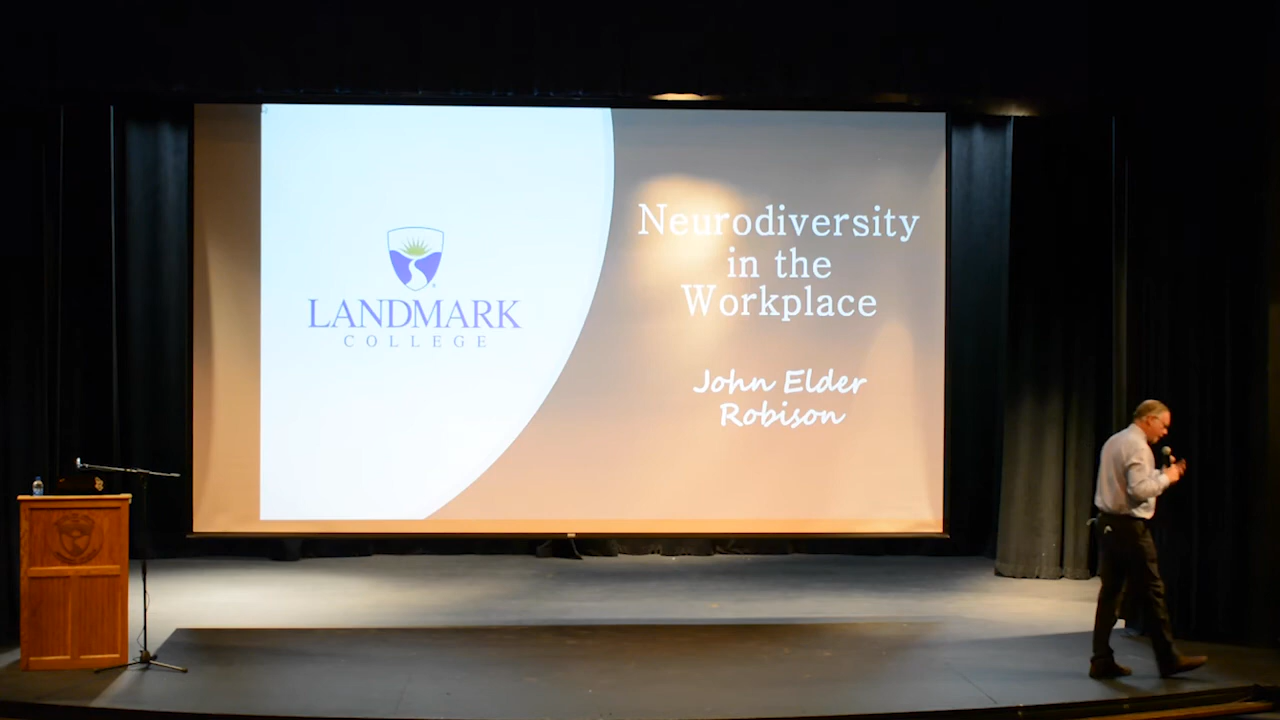 LANDMARK
COLLEGE
Neurodiversity
in the
Workplace
John Elder
Robison